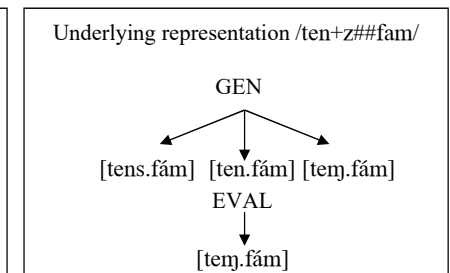 Underlying representation /ten+z##fam/
GEN
[tens.fám] [ten.fám] [teɱ.fám]
EVAL
[teɱ.fám]